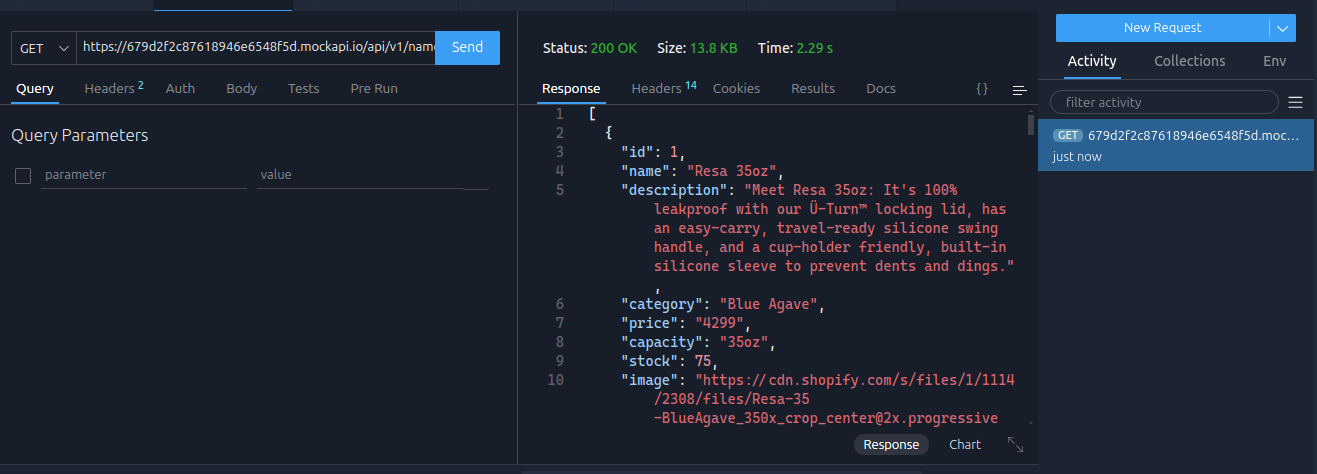 GET
https://679d2f2c87618946e6548f5d.mockapi.io/api/v1/name
Send
Query
Headers 2
Auth
Body
Tests
Pre Run
Query Parameters
parameter
value
Status: 200 OK Size: 13.8 KB Time: 2.29 s
Response
Headers 14
Cookies
Results
Docs
{}
1 [
2 {
3 "id": 1,
4 "name": "Resa 35oz",
5 "description": "Meet Resa 35oz: It's 100%
leakproof with our Ü-Turn™ locking lid, has
an easy-carry, travel-ready silicone swing
handle, and a cup-holder friendly, built-in
silicone sleeve to prevent dents and dings."
,
6 "category": "Blue Agave",
7 "price": "4299",
8 "capacity": "35oz",
9 "stock": 75,
10 "image": "https://cdn.shopify.com/s/files/1/1114
/2308/files/Resa-35
-BlueAgave_350x_crop_center@2x.progressive
Response
Chart
New Request
Activity
Collections
Env
filter activity
GET 679d2f2c87618946e6548f5d.moc...
just now